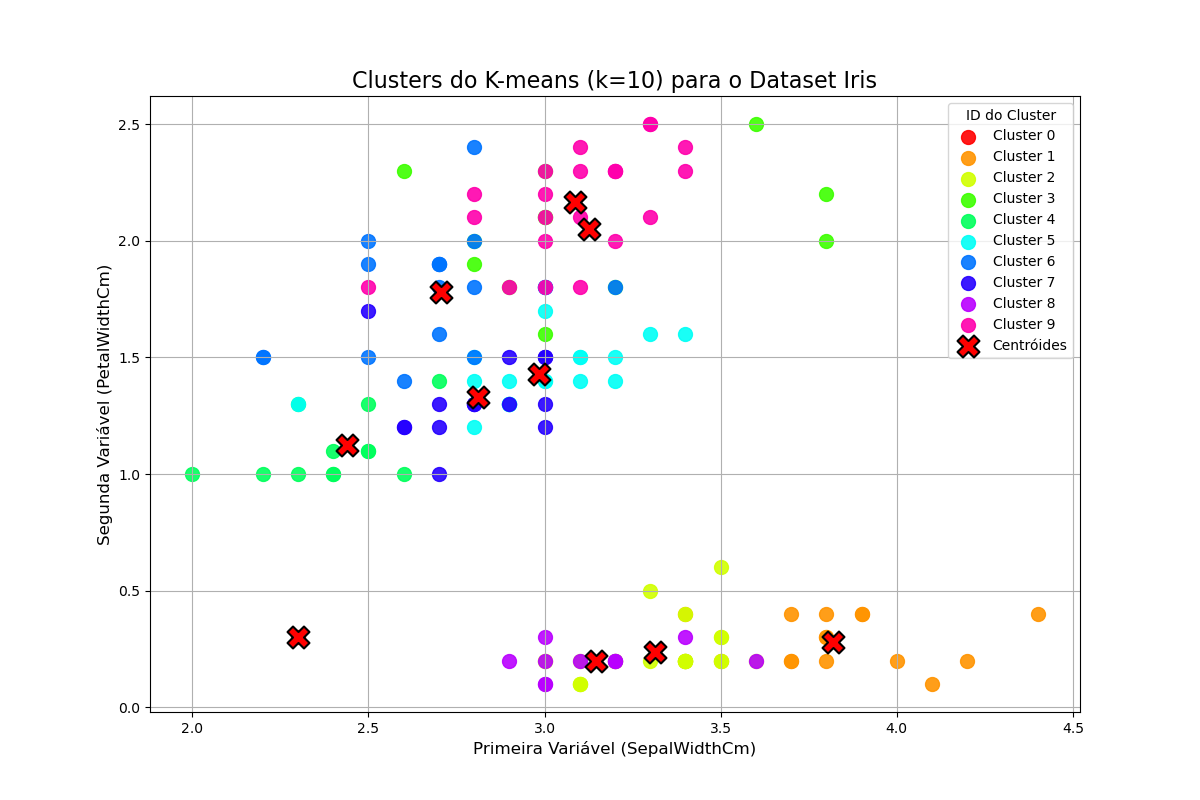 Clusters do K-means (k=10) para o Dataset Iris
ID do Cluster
Cluster 0
Cluster 1
Cluster 2
Cluster 3
Cluster 4
Cluster 5
Cluster 6
Cluster 7
Cluster 8
Cluster 9
Centróides
Segunda Variável (PetalWidthCm)
2.5
2.0
1.5
1.0
0.5
0.0
2.0 2.5 3.0 3.5 4.0 4.5
Primeira Variável (SepalWidthCm)